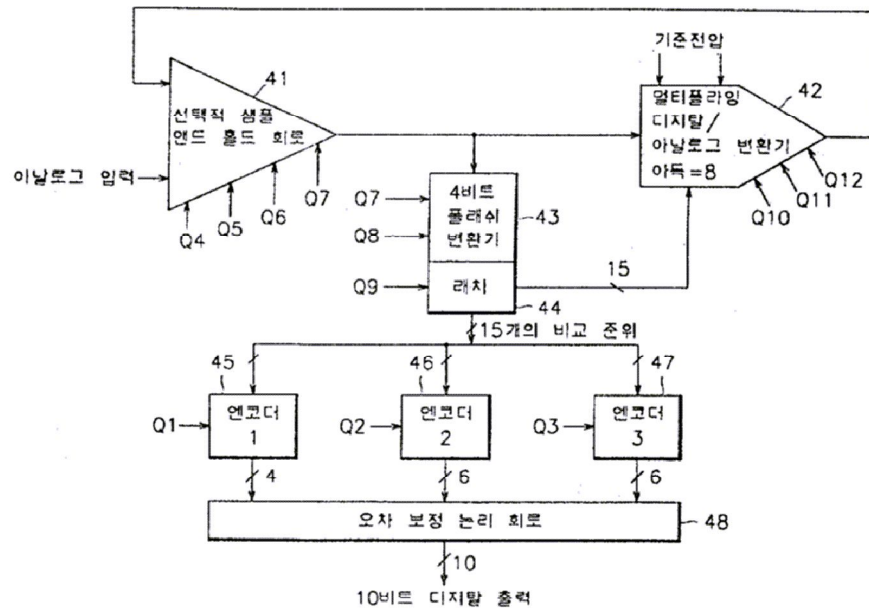 기준전압
41
42
선택적 샘플
앤드 홀드 회로
멀티플라잉
디지탈/
아날로그 변환기
이득=8
아날로그 입력
Q4
Q5
Q6
Q7
Q10
Q11
Q12
Q7
Q8
4비트
플래쉬
변환기
43
Q9
래치
44
15
15개의 비교 준위
45
46
47
Q1
엔코더
1
Q2
엔코더
2
Q3
엔코더
3
4
6
6
오차 보정 논리 회로
48
10
10비트 디지탈 출력